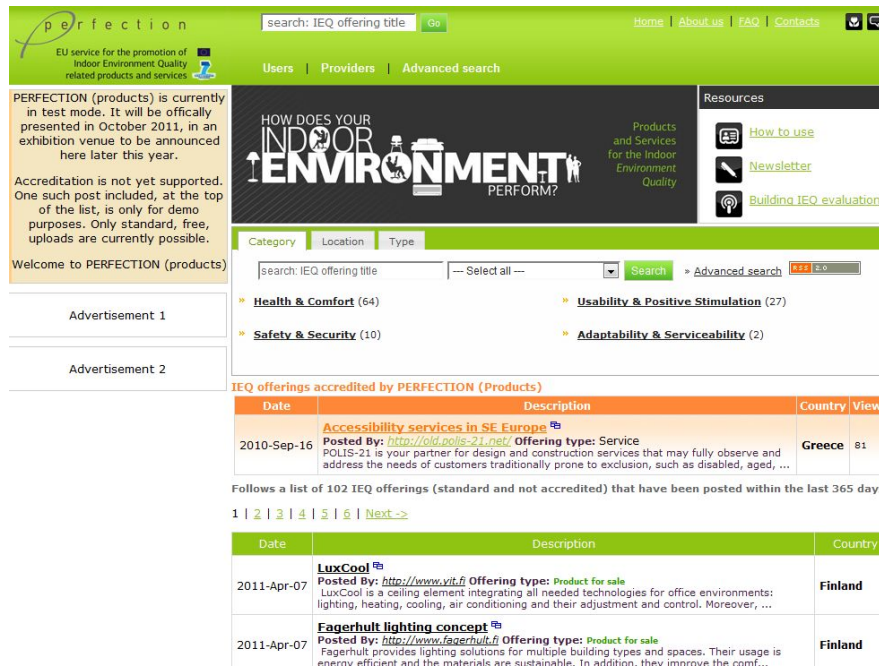 perfection
EU service for the promotion of
Indoor Environment Quality
related products and services
search: IEQ offering title
Go
Home | About us | FAQ | Contacts
Users | Providers | Advanced search
PERFECTION (products) is currently
in test mode. It will be offically
presented in October 2011, in an
exhibition venue to be announced
here later this year.
Accreditation is not yet supported.
One such post included, at the top
of the list, is only for demo
purposes. Only standard, free,
uploads are currently possible.
Welcome to PERFECTION (products)
Advertisement 1
Advertisement 2
HOW DOES YOUR
INDOOR
ENVIRONMENT
PERFORM?
Products
and Services
for the Indoor
Environment
Quality
Resources
How to use
Newsletter
Building IEQ evaluation
Category Location Type
search: IEQ offering title --- Select all --- Search » Advanced search RSS 2.0
» Health & Comfort (64) » Usability & Positive Stimulation (27)
» Safety & Security (10) » Adaptability & Serviceability (2)
IEQ offerings accredited by PERFECTION (Products)
Date Description Country View
Accessibility services in SE Europe
2010-Sep-16 Posted By: http://old.polis-21.net/ Offering type: Service Greece 81
POLIS-21 is your partner for design and construction services that may fully observe and
address the needs of customers traditionally prone to exclusion, such as disabled, aged, ...
Follows a list of 102 IEQ offerings (standard and not accredited) that have been posted within the last 365 day
1 | 2 | 3 | 4 | 5 | 6 | Next ->
Date Description Country
LuxCool
2011-Apr-07 Posted By: http://www.yit.fi Offering type: Product for sale Finland
LuxCool is a ceiling element integrating all needed technologies for office environments:
lighting, heating, cooling, air conditioning and their adjustment and control. Moreover, ...
Fagerhult lighting concept
2011-Apr-07 Posted By: http://www.fagerhult.fi Offering type: Product for sale Finland
Fagerhult provides lighting solutions for multiple building types and spaces. Their usage is
energy efficient and the materials are sustainable. In addition, they improve the comf...